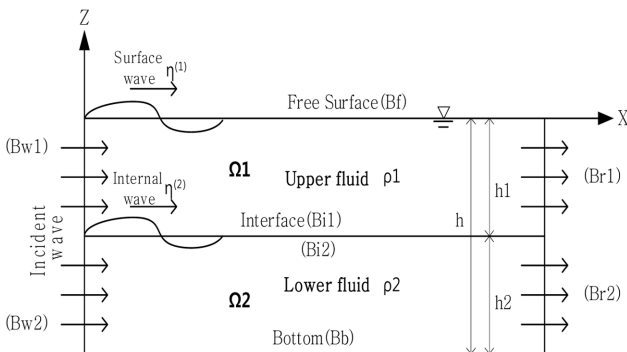 Z
Surface
wave η(1)
Free Surface(Bf)
X
(Bw1)
Ω1
Upper fluid ρ1
h1
(Br1)
Internal
wave η(2)
Incident
wave
Interface(Bi1)
h
(Bi2)
Lower fluid ρ2
Ω2
h2
(Br2)
(Bw2)
Bottom(Bb)